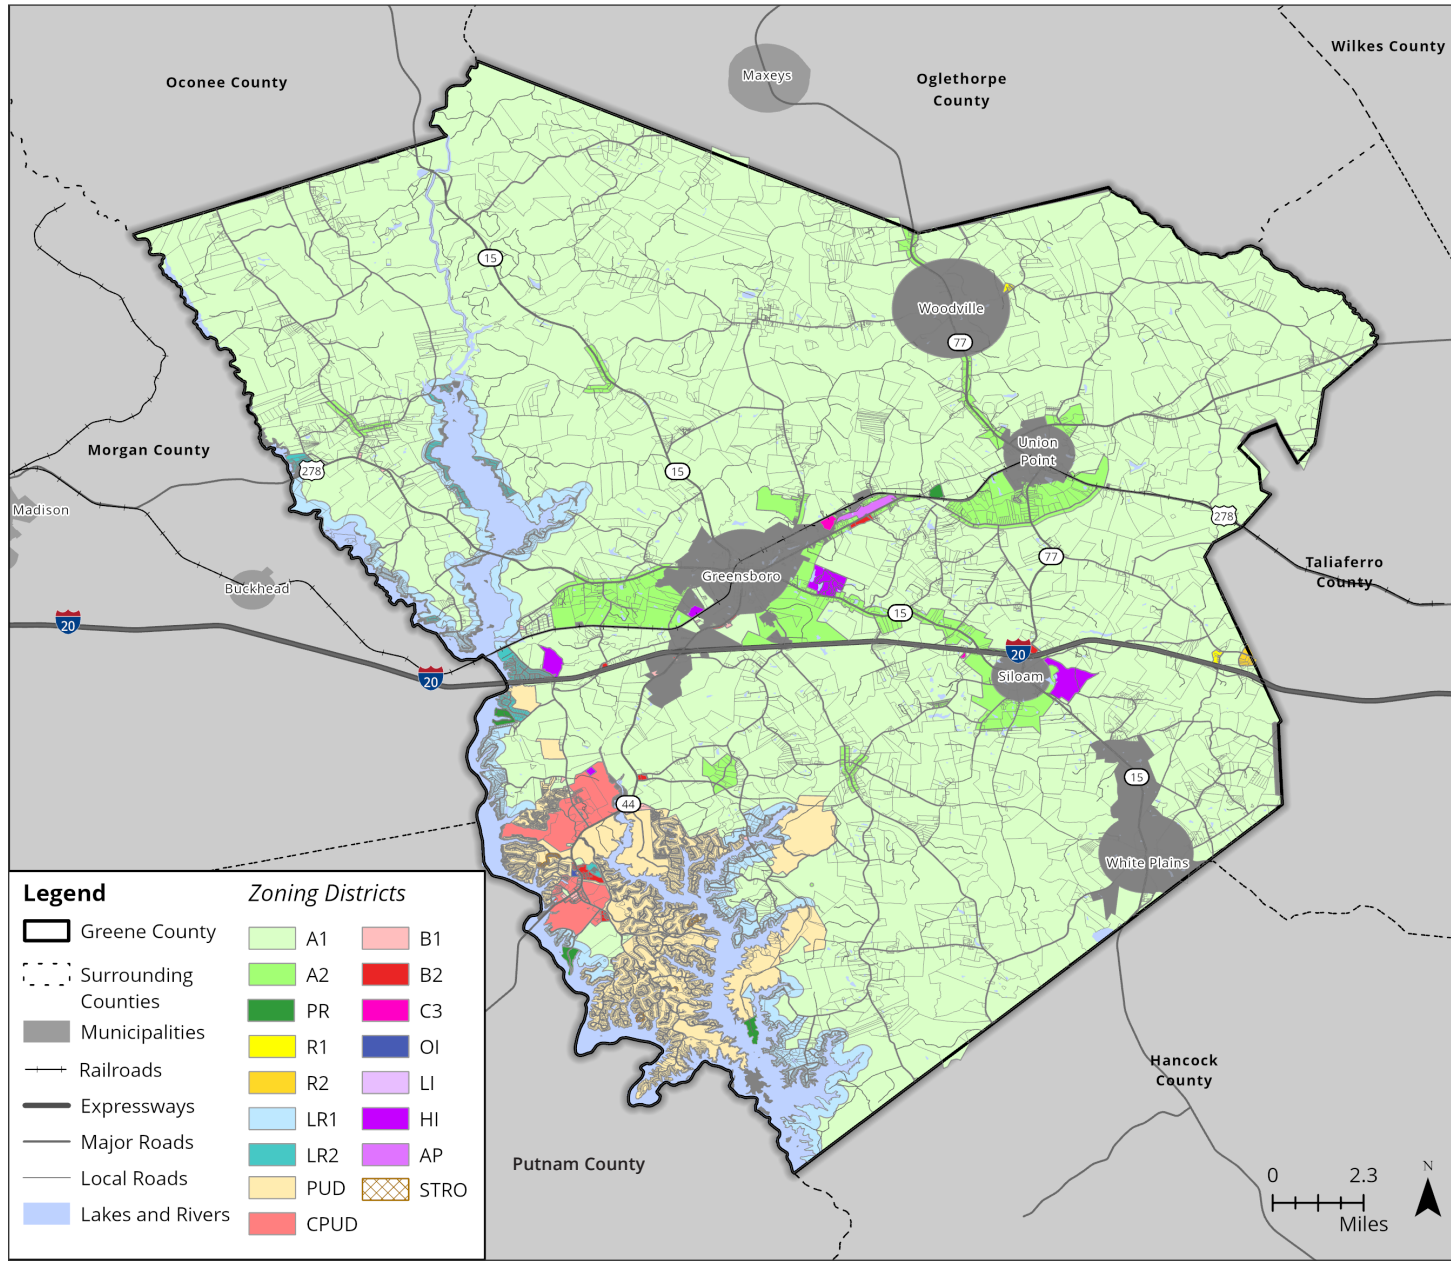 Wilkes County
Oconee County
Maxeys
Oglethorpe
County
15
Woodville
77
Morgan County
278
15
Union
Point
Madison
278
77
Taliaferro
County
Buckhead
Greensboro
15
20
20
20
Siloam
15
44
White Plains
Hancock
County
Putnam County
Legend
Greene County
Surrounding
Counties
Municipalities
Railroads
Expressways
Major Roads
Local Roads
Lakes and Rivers
Zoning Districts
A1
A2
PR
R1
R2
LR1
LR2
PUD
CPUD
B1
B2
C3
OI
LI
HI
AP
STRO
0 2.3
Miles
N